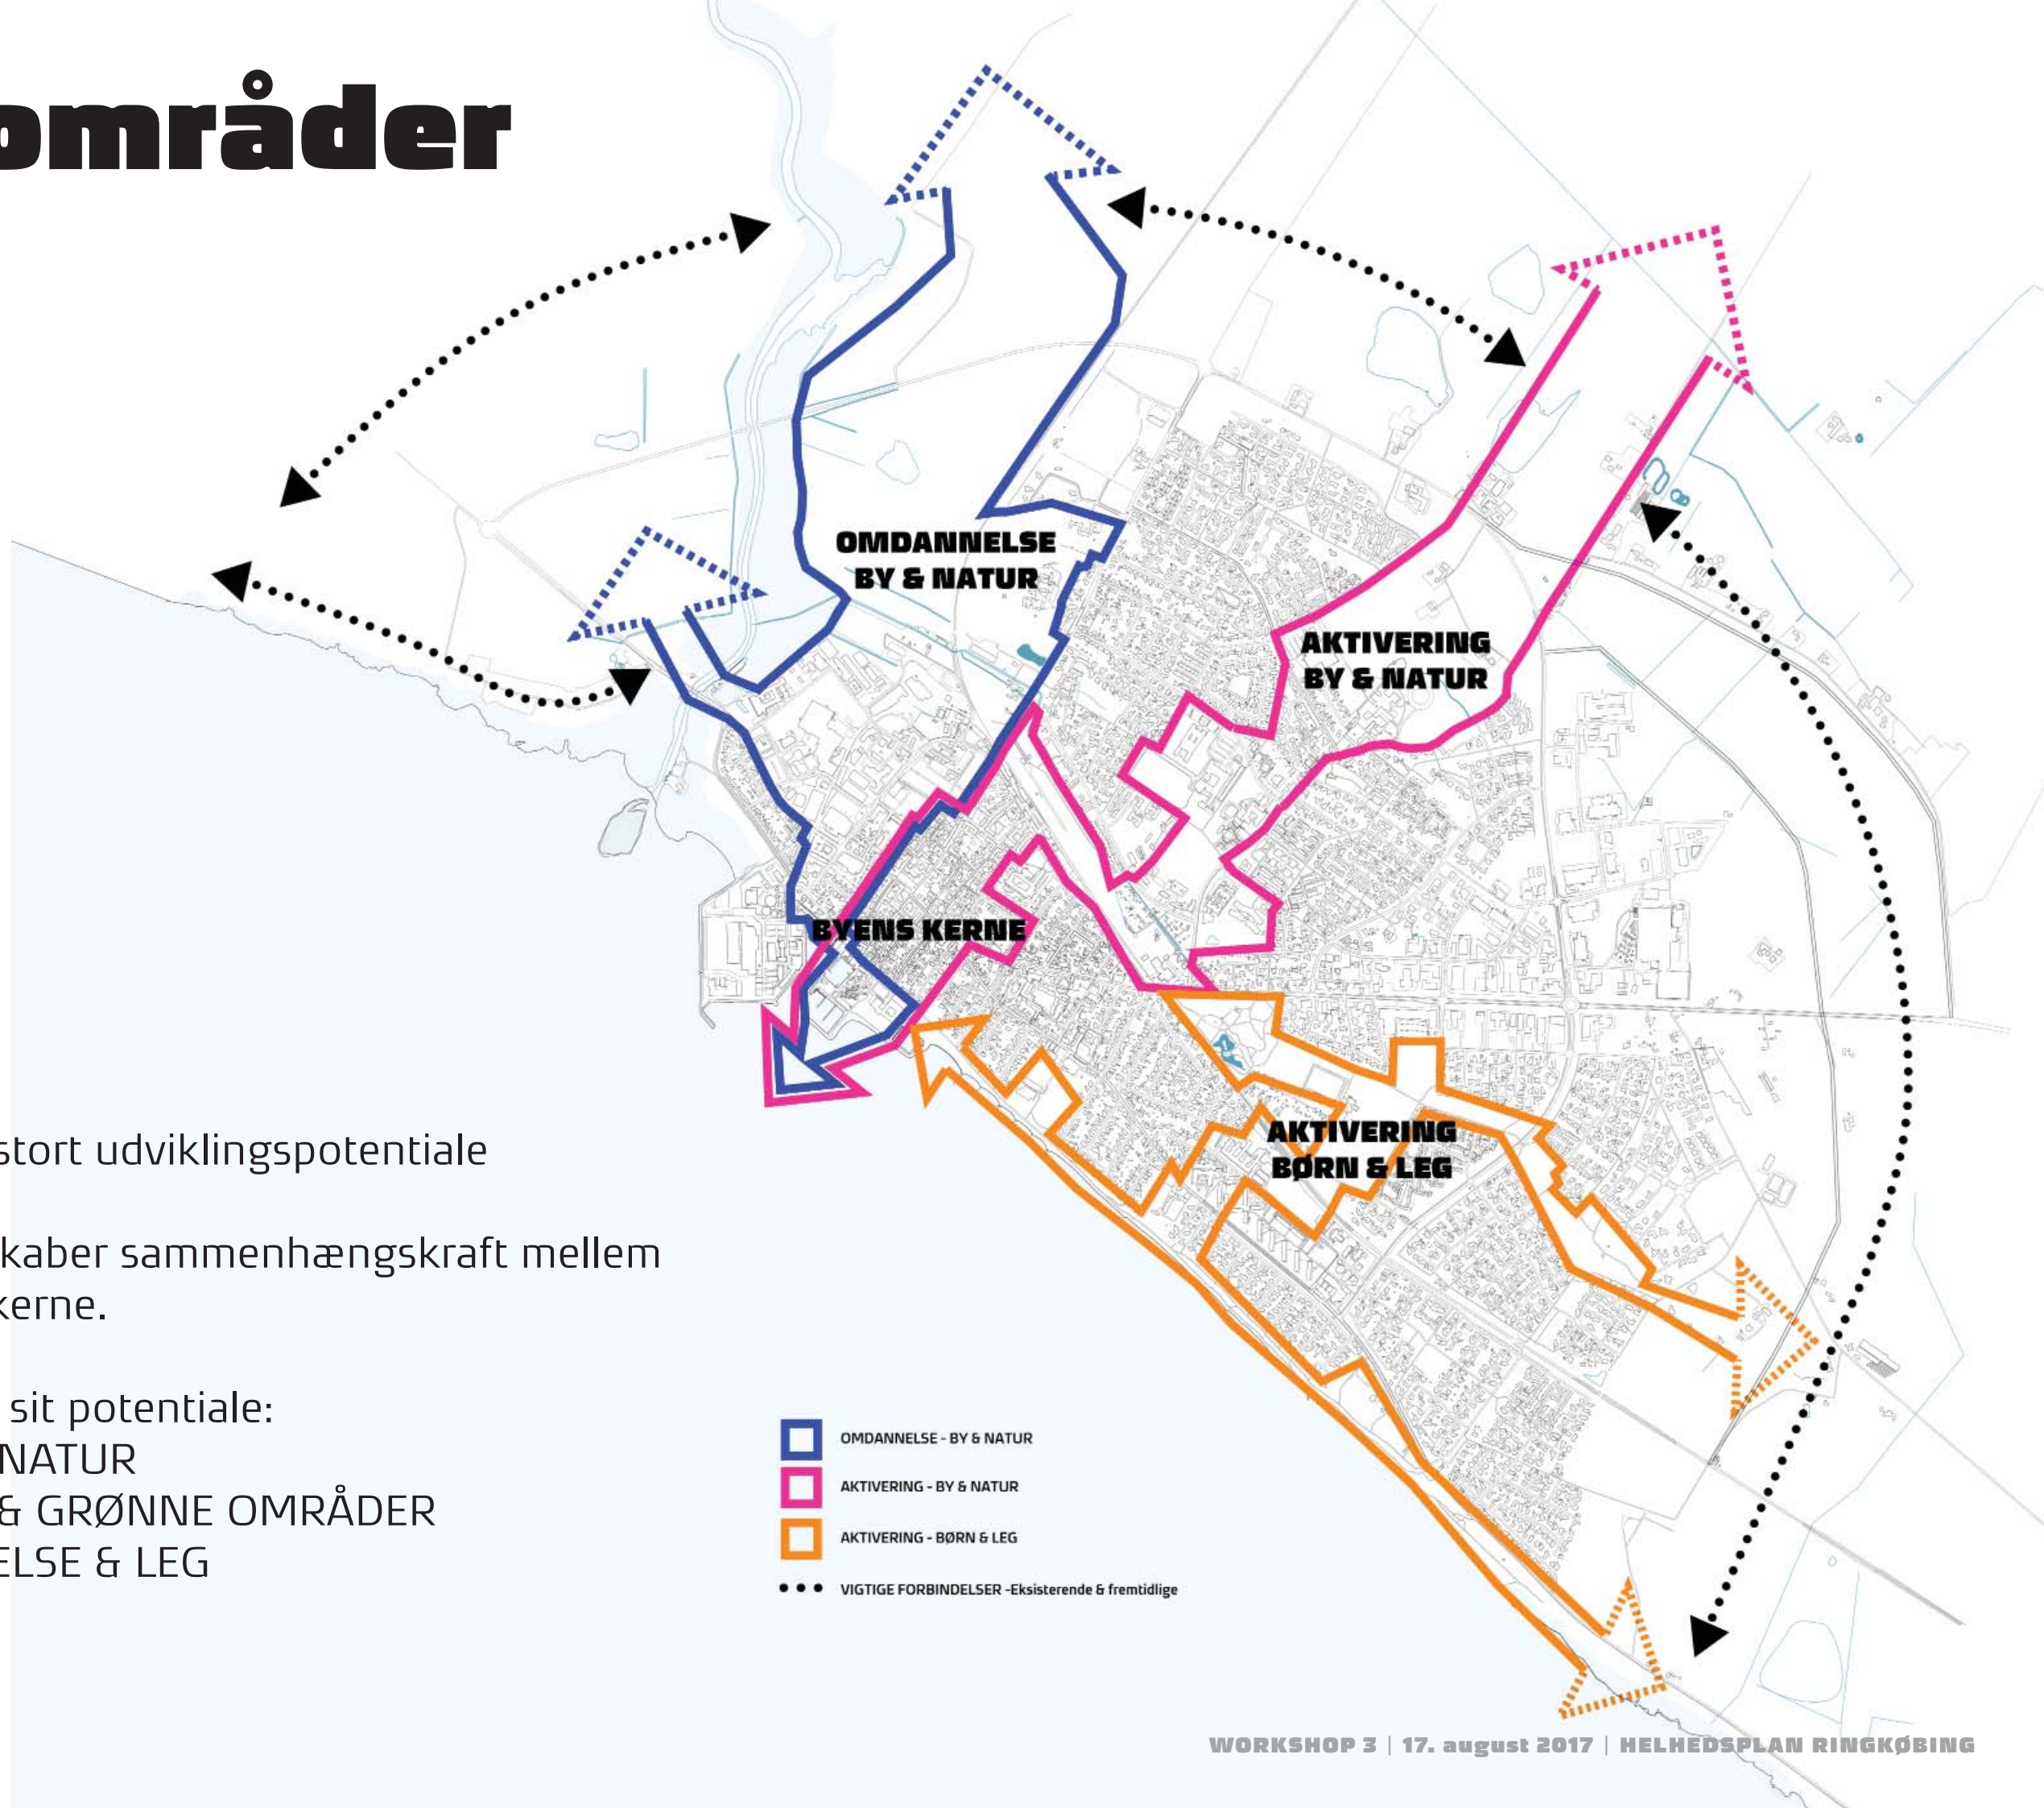 områder
OMDANNELSE
BY & NATUR
AKTIVERING
BY & NATUR
BYENS KERNE
AKTIVERING
BØRN & LEG
stort udviklingspotentiale
kaber sammenhængskraft mellem
kerne.
sit potentiale:
NATUR
& GRØNNE OMRÅDER
ELSE & LEG
OMDANNELSE - BY & NATUR
AKTIVERING - BY & NATUR
AKTIVERING - BØRN & LEG
VIGTIGE FORBINDELSER -Eksisterende & fremtidlige
WORKSHOP 3 | 17. august 2017 | HELHEDSPLAN RINGKØBING